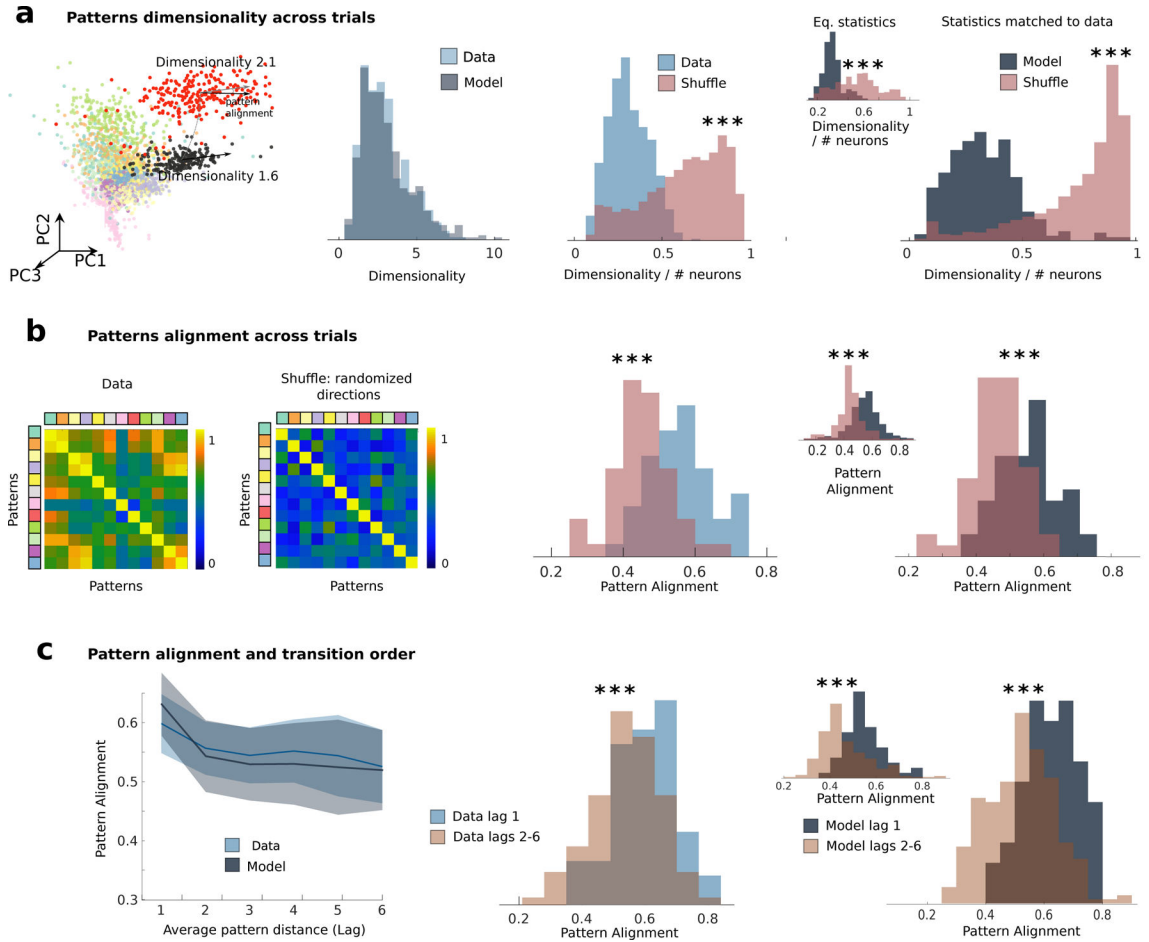 a
Patterns dimensionality across trials
Dimensionality 2.1
pattern
alignment
Dimensionality 1.6
PC2
PC1
PC3
Data
Model
0
5
10
Dimensionality
Data
Shuffle
***
0
0.5
1
Dimensionality / # neurons
Eq. statistics
***
0.2
0.6
1
Dimensionality
/ # neurons
Statistics matched to data
Model
Shuffle
***
0
0.5
1
Dimensionality / # neurons
b
Patterns alignment across trials
Data
Patterns
Patterns
1
0
Shuffle: randomized
directions
Patterns
Patterns
1
0
***
0.2
0.4
0.6
0.8
Pattern Alignment
***
0.2
0.4
0.6
0.8
Pattern
Alignment
***
0.2
0.4
0.6
0.8
Pattern Alignment
c
Pattern alignment and transition order
Pattern Alignment
0.6
0.5
0.4
0.3
Data
Model
1
2
3
4
5
6
Average pattern distance (Lag)
Data lag 1
Data lags 2-6
***
0.2
0.4
0.6
0.8
Pattern Alignment
***
0.2
0.4
0.6
0.8
Pattern Alignment
Model lag 1
Model lags 2-6
***
0.2
0.4
0.6
0.8
Pattern Alignment